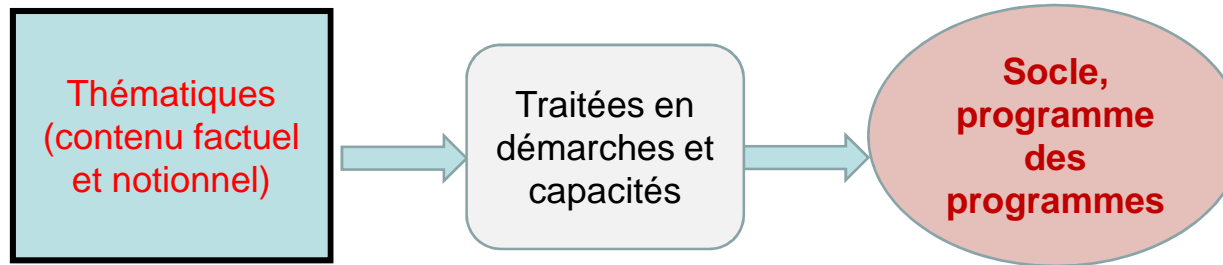 Thématiques
(contenu factuel
et notionnel)
Traitées en
démarches et
capacités
Socle,
programme
des
programmes